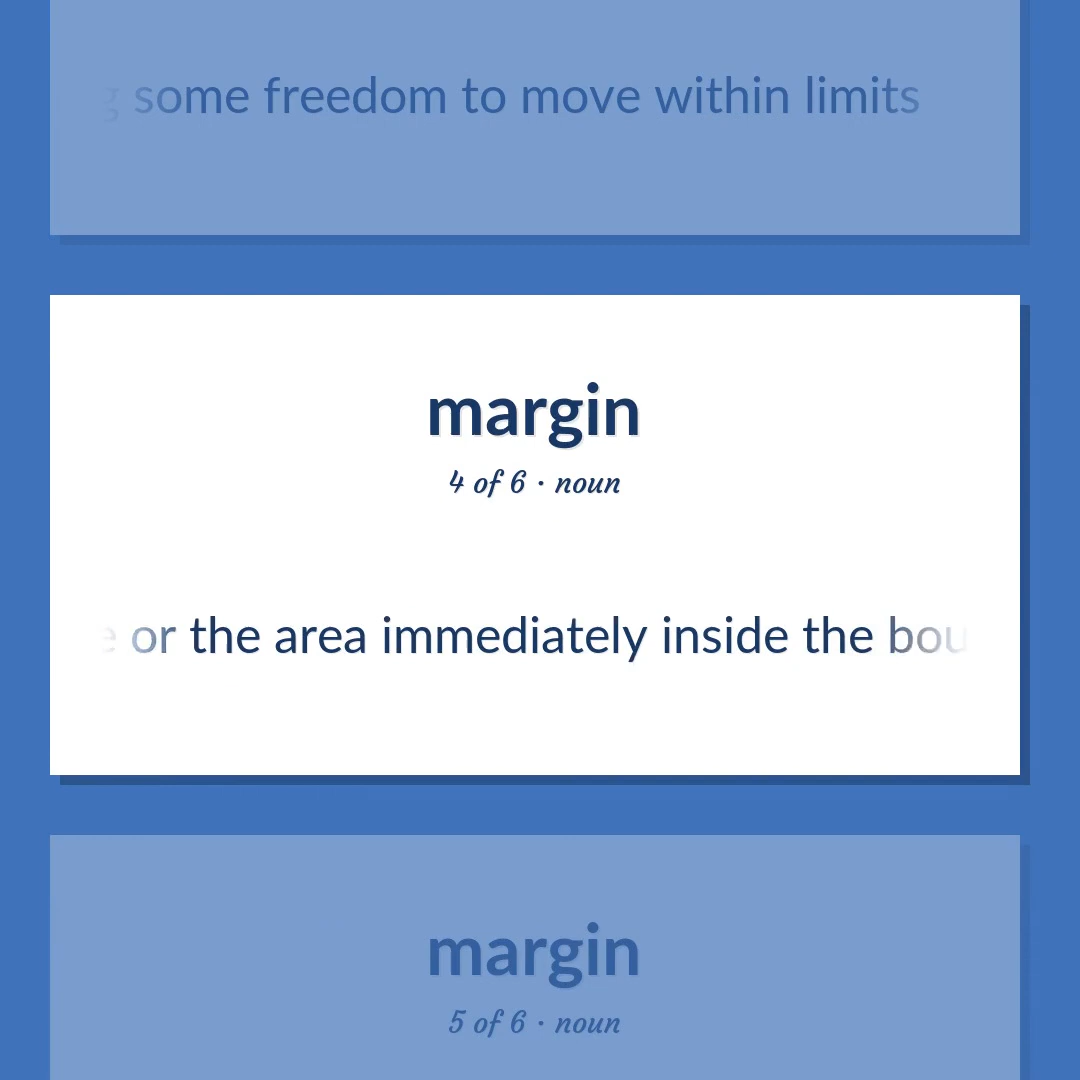 some freedom to move within limits
margin
4 of 6 · noun
or the area immediately inside the
margin
5 of 6 · noun